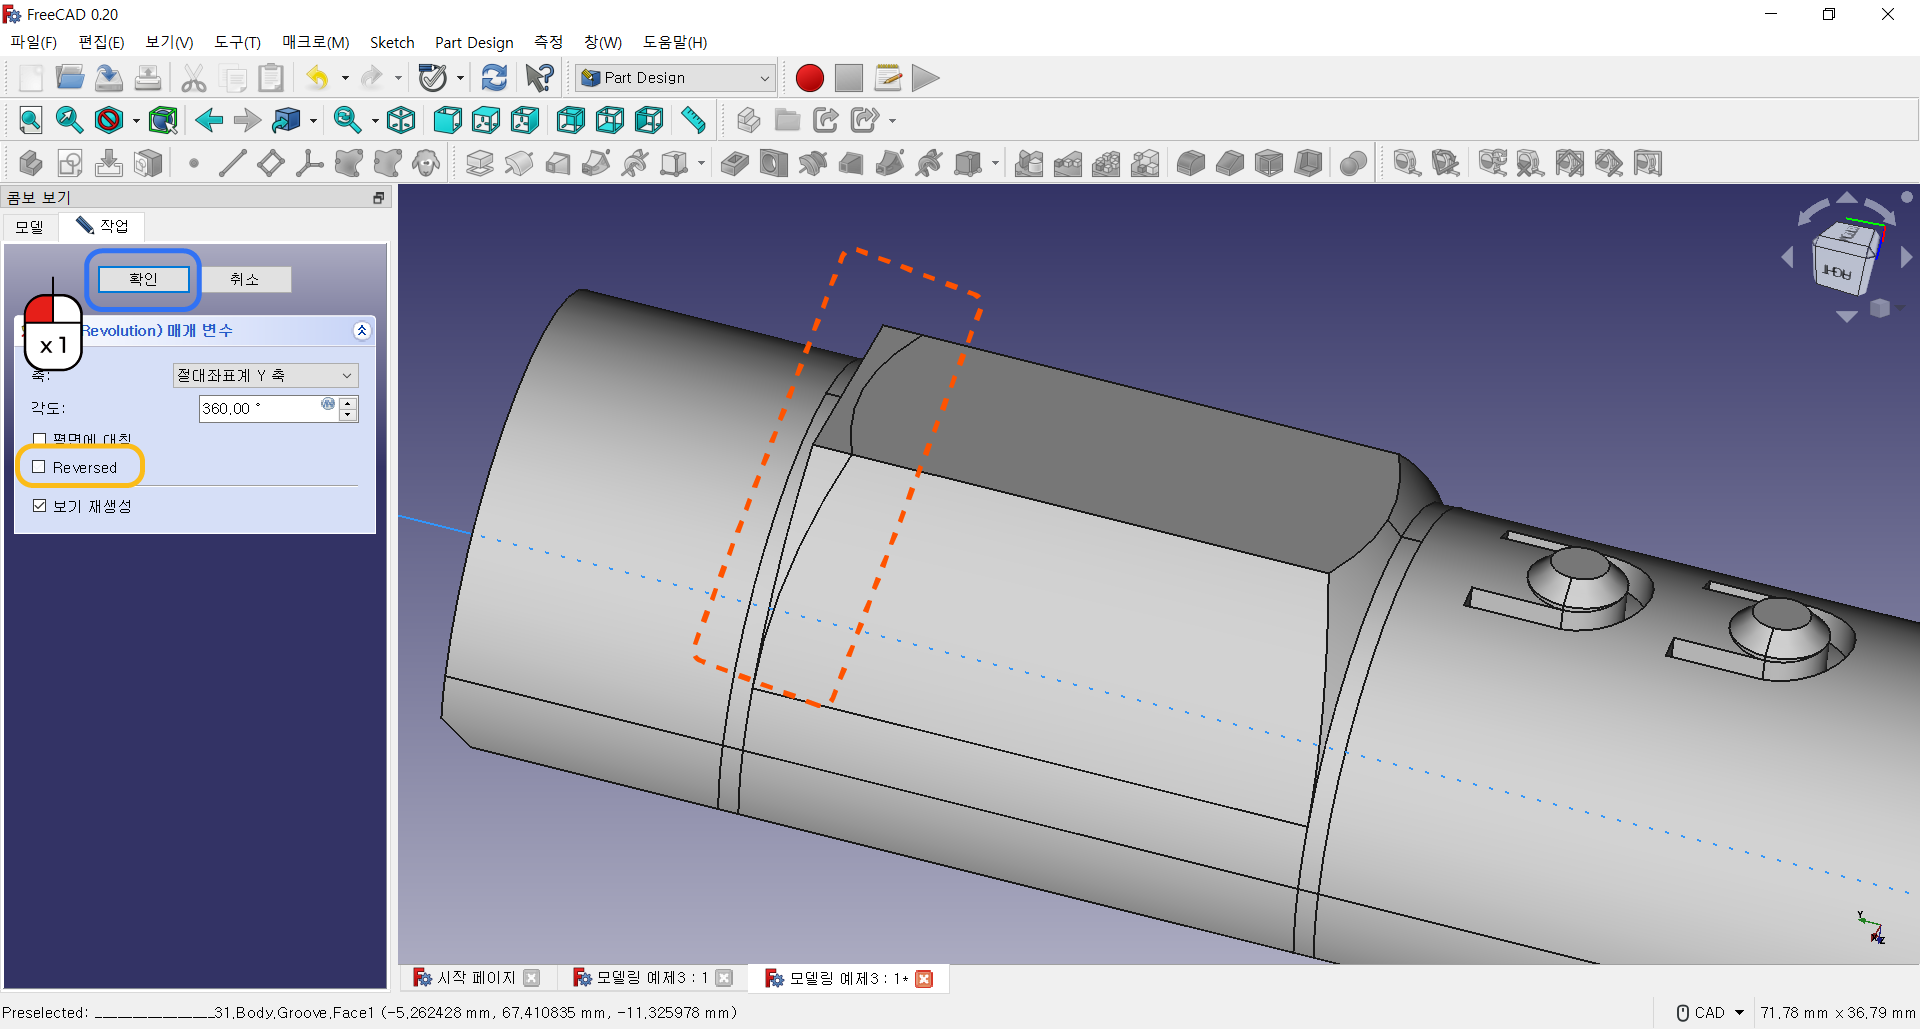 FreeCAD 0.20
파일(F) 편집(E) 보기(V) 도구(T) 매크로(M) Sketch Part Design 측정 창(W) 도움말(H)
Part Design
콤보 보기
모델 작업
확인 취소
x 1
Revolution) 매개 변수
축:
절대좌표계 Y 축
각도:
360.00 °
평면에 대칭
Reversed
보기 재생성
RIGHT
Y
Z
시작 페이지 모델링 예제3 : 1 모델링 예제3 : 1*
Preselected: ________________31.Body.Groove.Face1 (-5.262428 mm, 67.410835 mm, -11.325978 mm)
CAD 71.78 mm x 36.79 mm